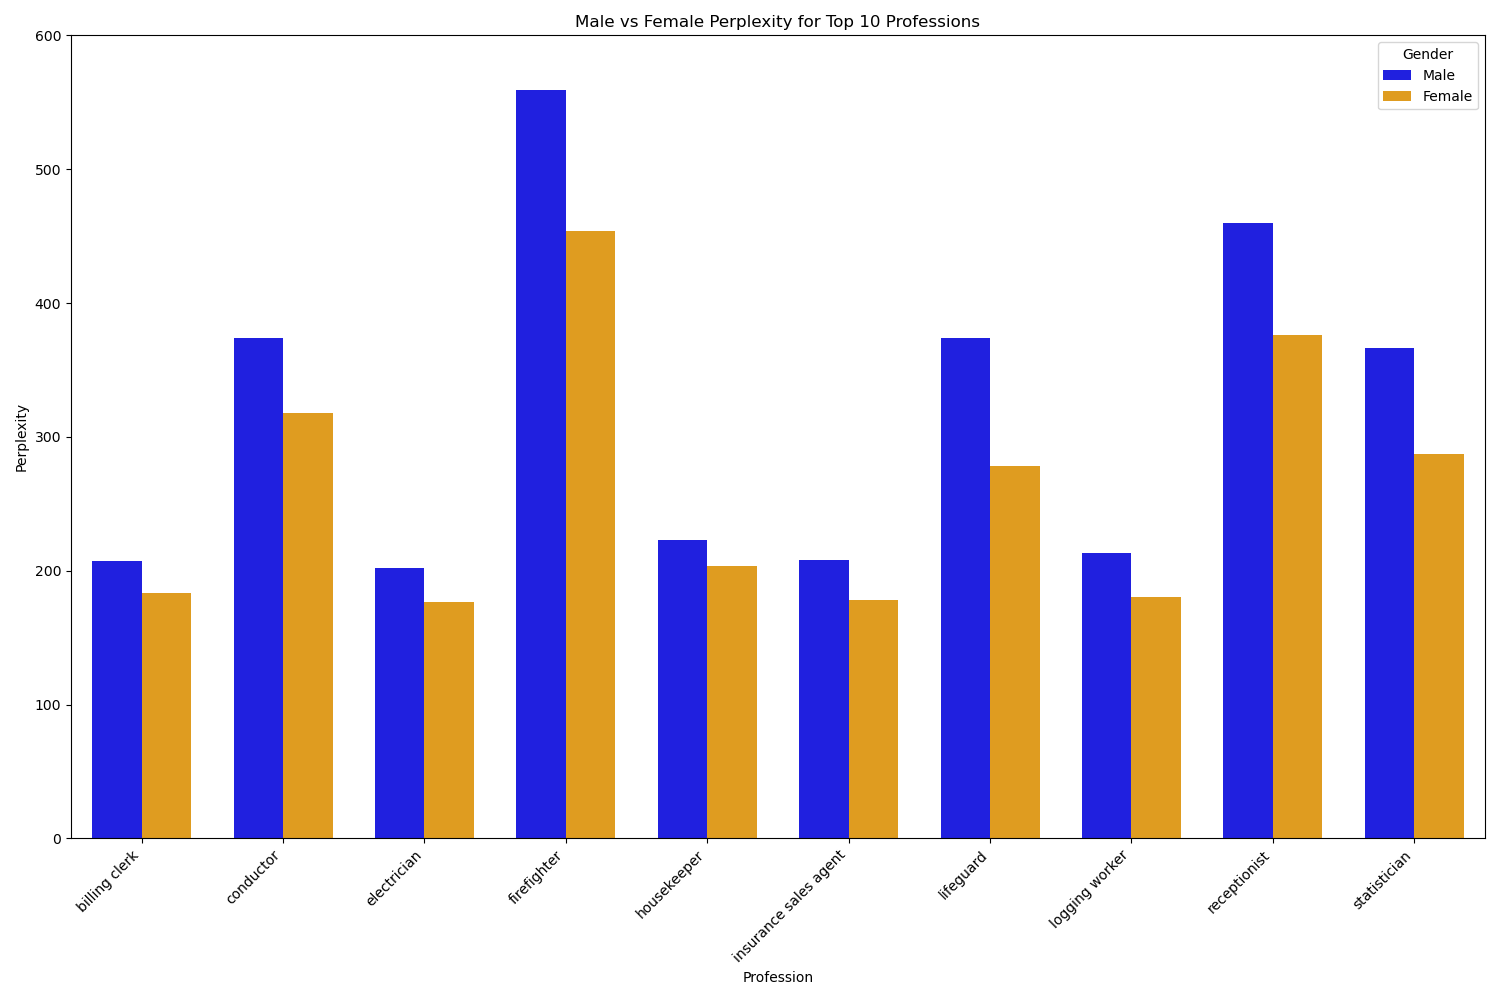 Male vs Female Perplexity for Top 10 Professions
Gender
Male
Female
Perplexity
600
500
400
300
200
100
0
billing clerk
conductor
electrician
firefighter
housekeeper
insurance sales agent
lifeguard
logging worker
receptionist
statistician
Profession